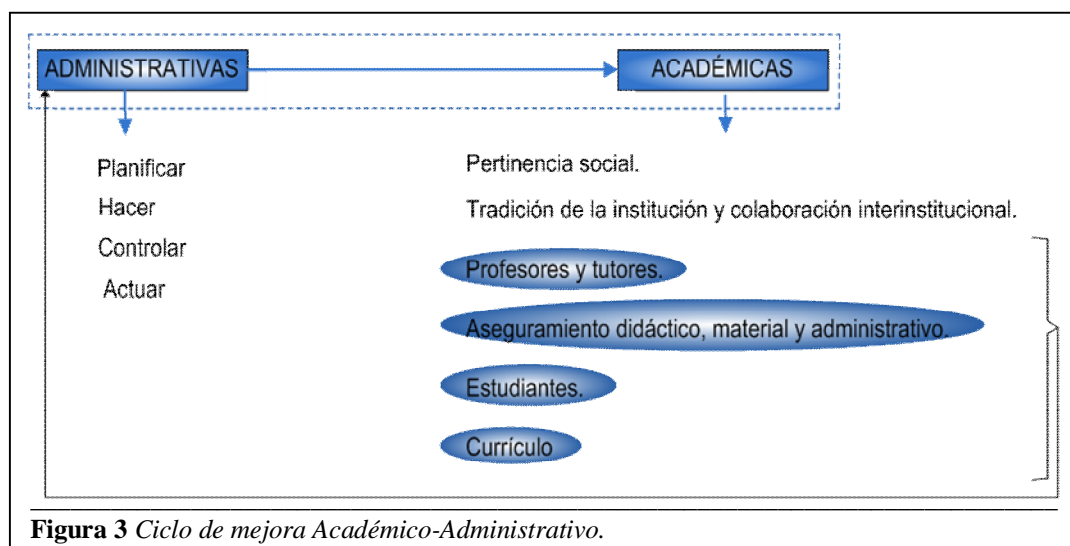 ADMINISTRATIVAS
ACADÉMICAS
Planificar
Hacer
Controlar
Actuar
Pertinencia social.
Tradición de la institución y colaboración interinstitucional.
Profesores y tutores.
Aseguramiento didáctico, material y administrativo.
Estudiantes.
Currículo
Figura 3 Ciclo de mejora Académico-Administrativo.